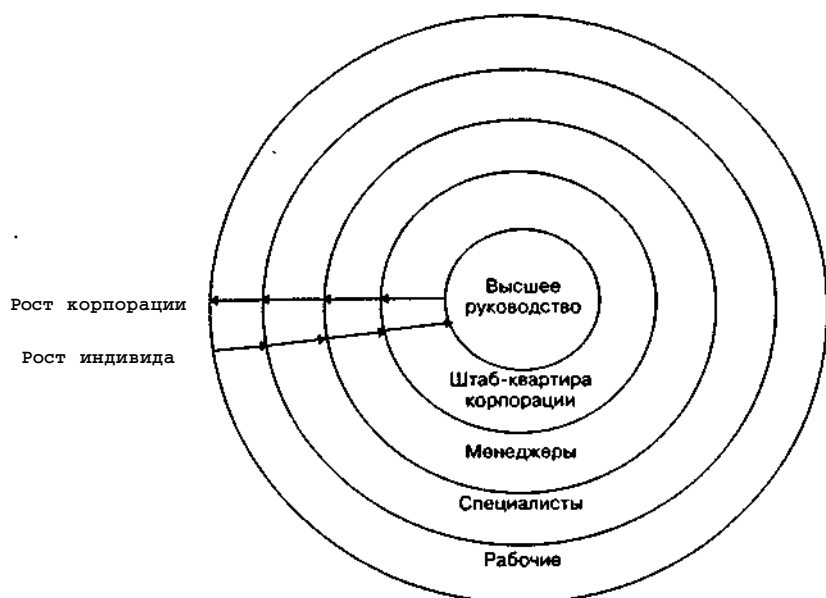 Высшее
руководство
Рост корпорации
Рост индивида
Штаб-квартира
корпорации
Менеджеры
Специалисты
Рабочие